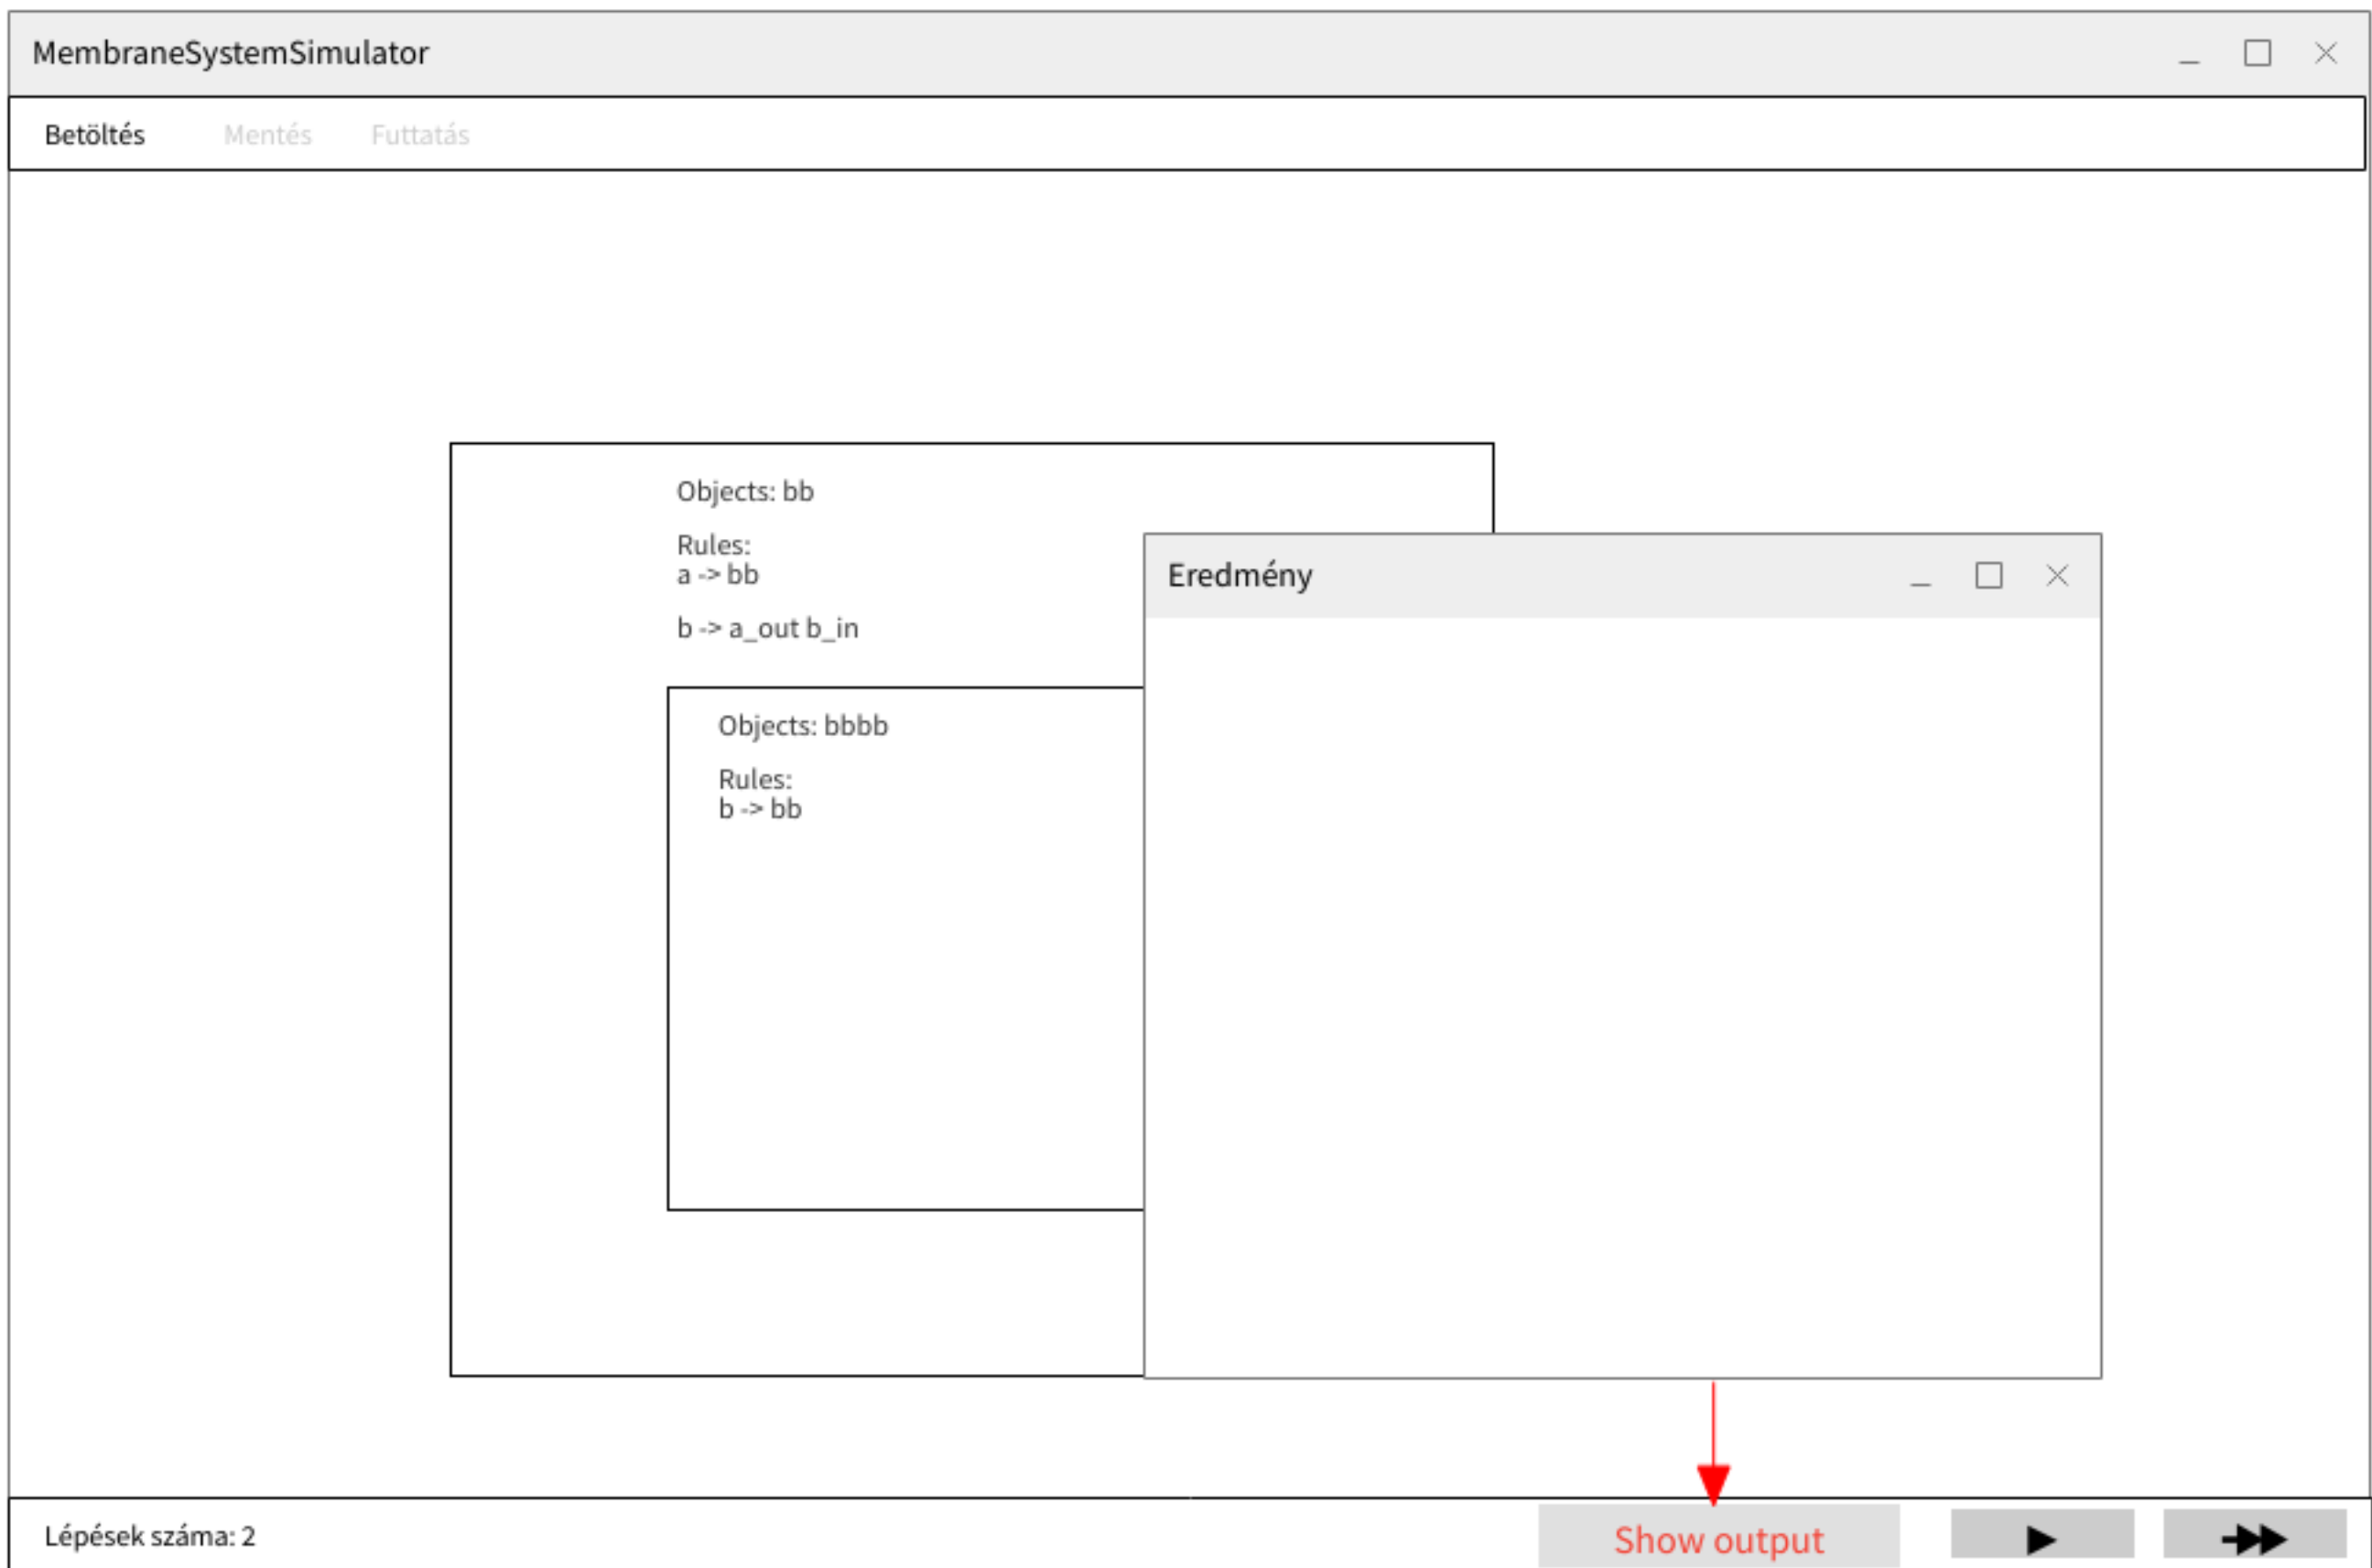 MembraneSystemSimulator
Betöltés Mentés Futtatás
Objects: bb
Rules:
a -> bb
b -> a_out b_in
Eredmény
Objects: bbbb
Rules:
b -> bb
Lépések száma: 2
Show output